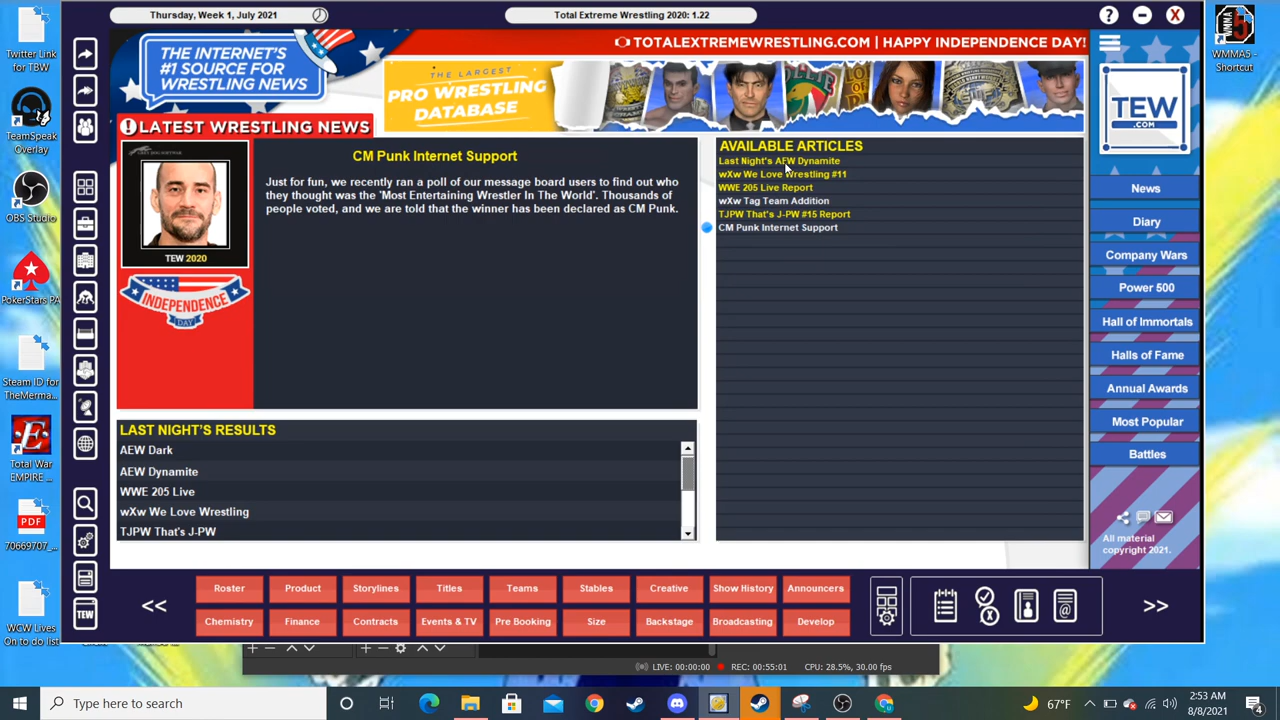 Twitter Link
for TBW
TeamSpeak
Overlay
OBS Studio
PokerStars PA
Steam ID for
TheMerma...
Total War
EMPIRE ...
PDF
70669707_...
WCW Lives
On to do list
WMMA5 -
Shortcut
Thursday, Week 1, July 2021
Total Extreme Wrestling 2020: 1.22
THE INTERNET'S
#1 SOURCE FOR
WRESTLING NEWS
TOTALEXTREMEWRESTLING.COM | HAPPY INDEPENDENCE DAY!
THE LARGEST
PRO WRESTLING
DATABASE
LATEST WRESTLING NEWS
TEW 2020
INDEPENDENCE
DAY
CM Punk Internet Support
Just for fun, we recently ran a poll of our message board users to find out who
they thought was the 'Most Entertaining Wrestler In The World'. Thousands of
people voted, and we are told that the winner has been declared as CM Punk.
AVAILABLE ARTICLES
Last Night's AEW Dynamite
wXw We Love Wrestling #11
WWE 205 Live Report
wXw Tag Team Addition
TJPW That's J-PW #15 Report
CM Punk Internet Support
LAST NIGHT'S RESULTS
AEW Dark
AEW Dynamite
WWE 205 Live
wXw We Love Wrestling
TJPW That's J-PW
TEW
.COM
News
Diary
Company Wars
Power 500
Hall of Immortals
Halls of Fame
Annual Awards
Most Popular
Battles
All material
copyright 2021.
TEW
<<
Roster
Product
Storylines
Titles
Teams
Stables
Creative
Show History
Announcers
Chemistry
Finance
Contracts
Events & TV
Pre Booking
Size
Backstage
Broadcasting
Develop
>>
LIVE: 00:00:00
REC: 00:55:01
CPU: 28.5%, 30.00 fps
Type here to search
67°F
2:53 AM
8/8/2021
4